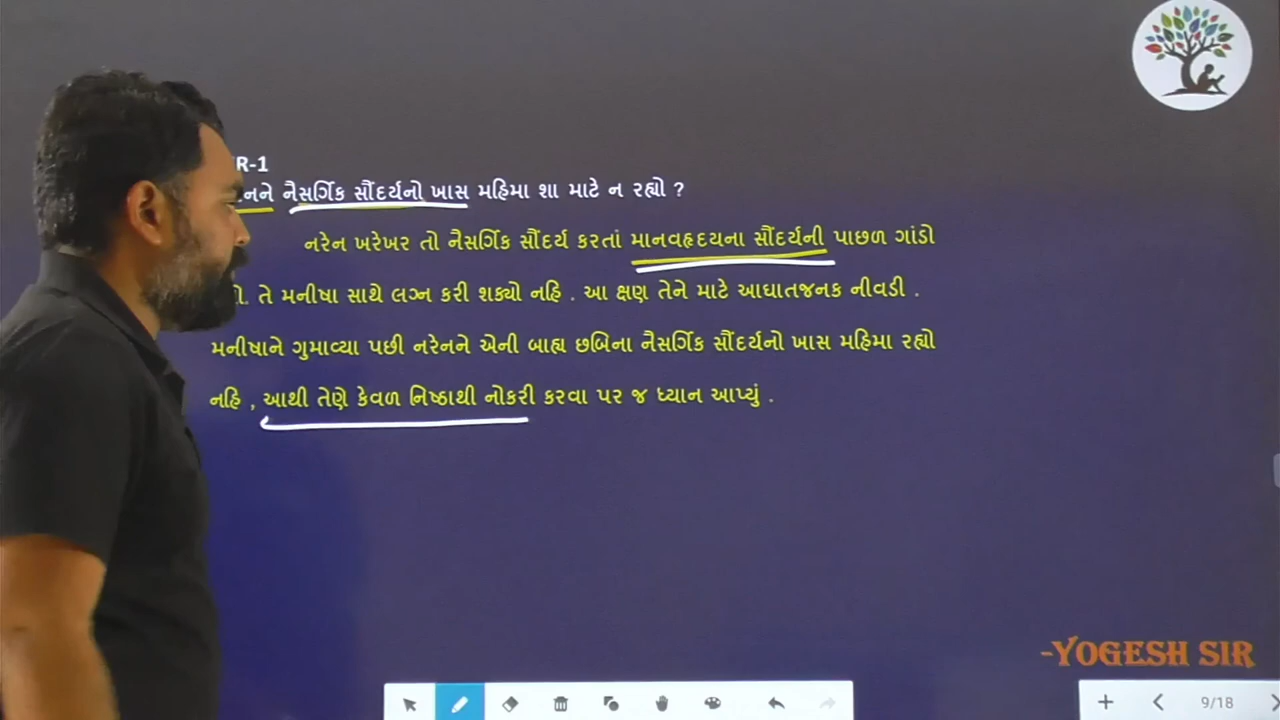 R-1
નૈસર્ગિક સૌંદર્યનો ખાસ મહિમા શા માટે ન રહ્યો ?
નરેન ખરેખર તો નૈસર્ગિક સૌંદર્ય કરતાં માનવહૃદયના સૌંદર્યની પાછળ ગાંડો
તે મનીષા સાથે લગ્ન કરી શક્યો નહિ . આ ક્ષણ તેને માટે આઘાતજનક નીવડી .
મનીષાને ગુમાવ્યા પછી નરેનને એની બાહ્ય છબિના નૈસર્ગિક સૌંદર્યનો ખાસ મહિમા રહ્યો
નહિ , આથી તેણે કેવળ નિષ્ઠાથી નોકરી કરવા પર જ ધ્યાન આપ્યું .
-YOGESH SIR
9/18